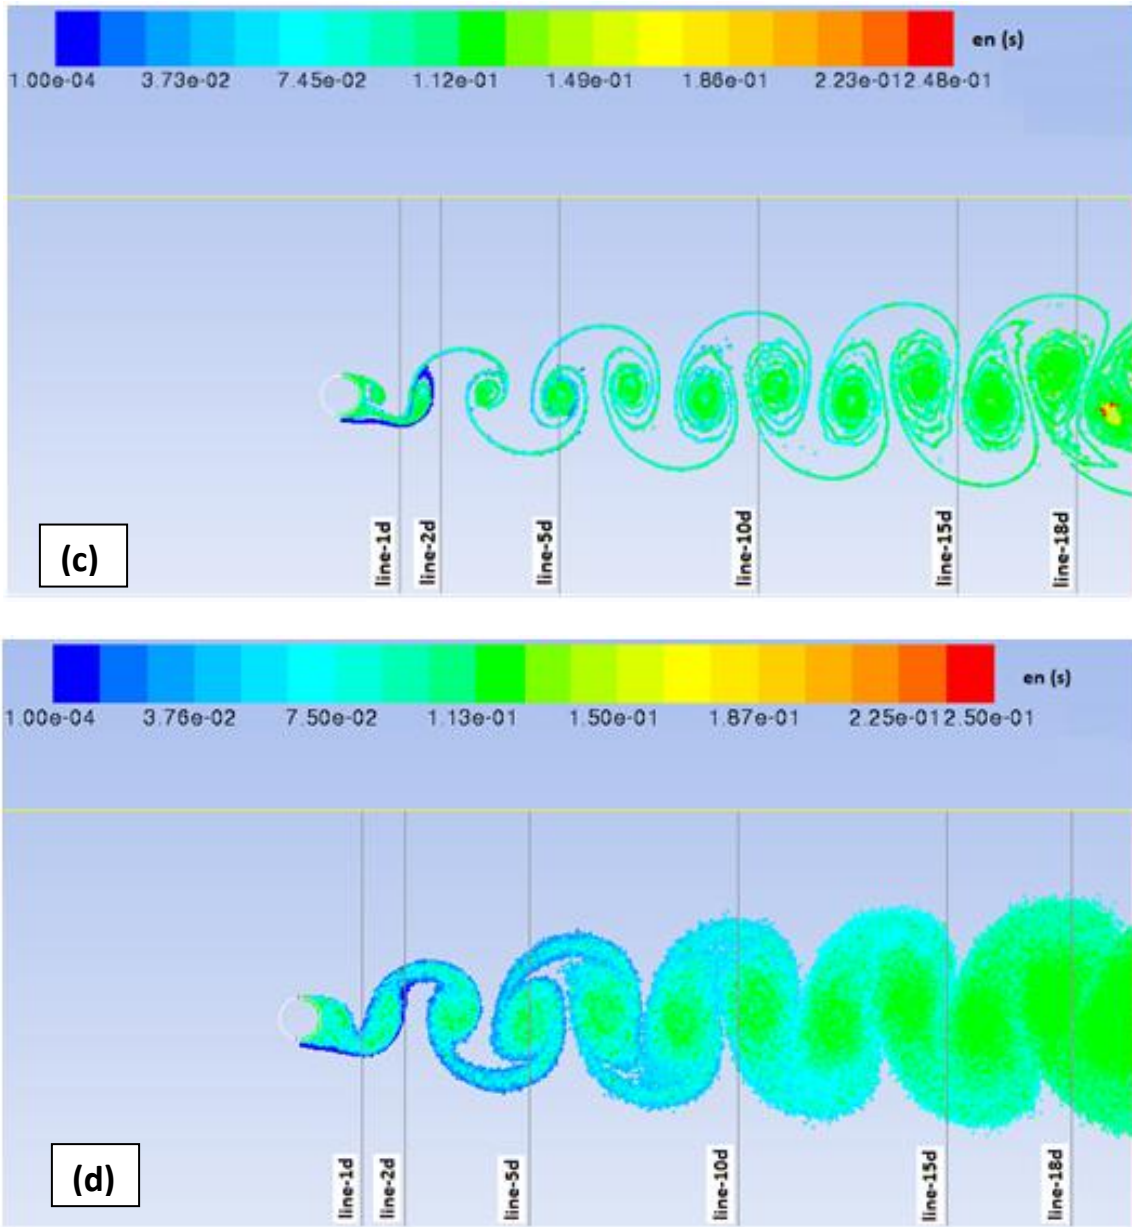 en (s)
1.00e-04 3.73e-02 7.45e-02 1.12e-01 1.49e-01 1.86e-01 2.23e-01 2.48e-01
(c)
line-1d
line-2d
line-5d
line-10d
line-15d
line-18d
en (s)
1.00e-04 3.76e-02 7.50e-02 1.13e-01 1.50e-01 1.87e-01 2.25e-01 2.50e-01
(d)
line-1d
line-2d
line-5d
line-10d
line-15d
line-18d